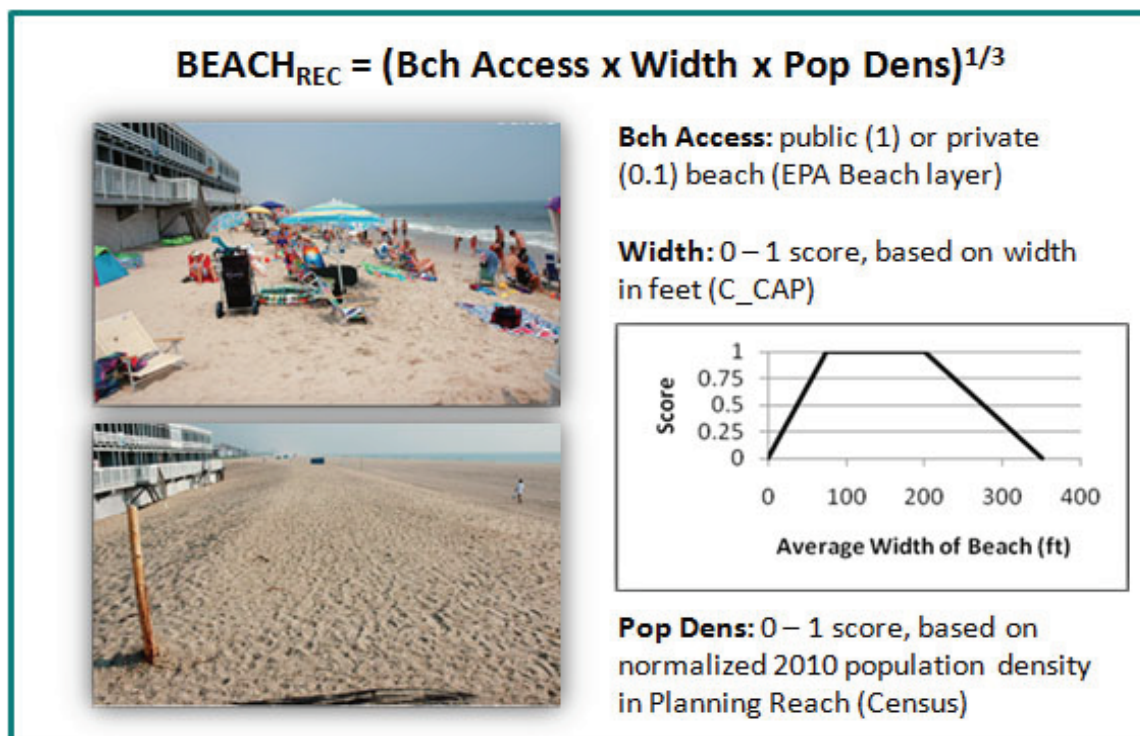 BEACHREC = (Bch Access x Width x Pop Dens)1/3
Bch Access: public (1) or private
(0.1) beach (EPA Beach layer)
Width: 0 – 1 score, based on width
in feet (C_CAP)
1
0.75
0.5
0.25
0
Score
0 100 200 300 400
Average Width of Beach (ft)
Pop Dens: 0 – 1 score, based on
normalized 2010 population density
in Planning Reach (Census)